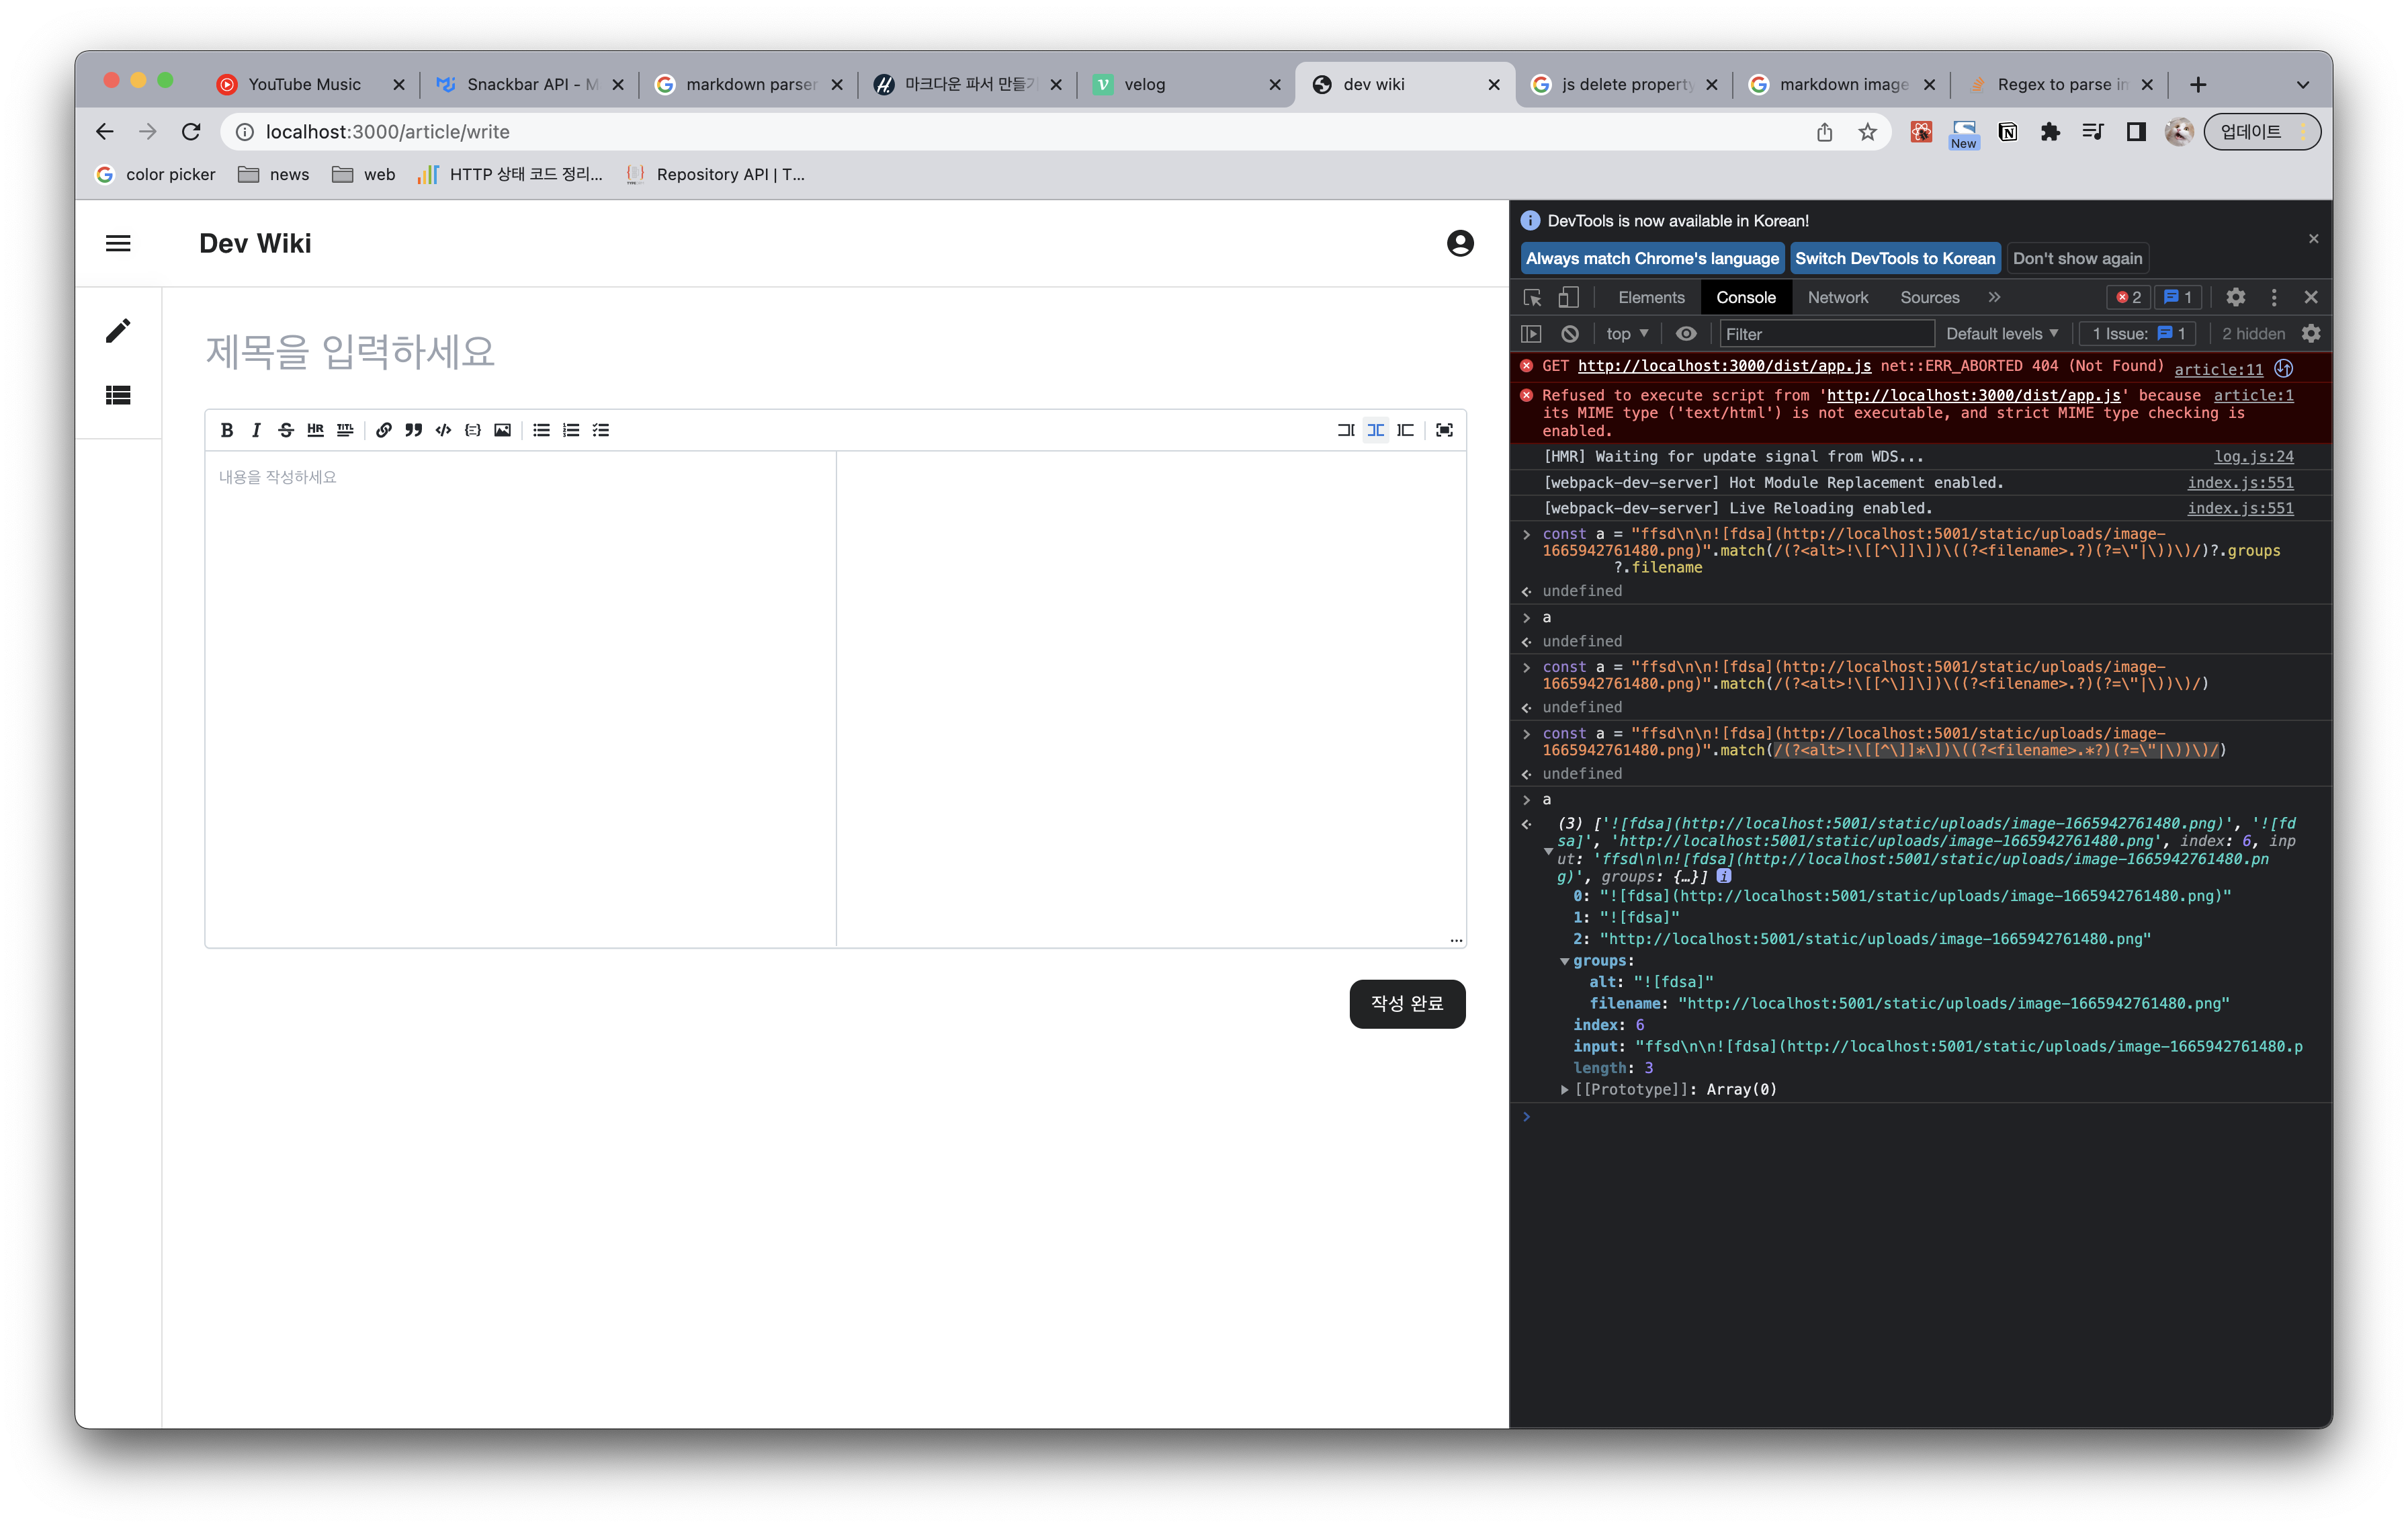 YouTube Music
Snackbar API - M
markdown parser
마크다운 파서 만들기
velog
dev wiki
js delete property
markdown image
Regex to parse in
localhost:3000/article/write
New
업데이트
color picker
news
web
HTTP 상태 코드 정리...
Repository API | T...
Dev Wiki
제목을 입력하세요
B I S HR TITL
내용을 작성하세요
...
작성 완료
DevTools is now available in Korean!
Always match Chrome's language
Switch DevTools to Korean
Don't show again
Elements
Console
Network
Sources
2
1
top
Filter
Default levels
1 Issue: 1
2 hidden
GET http://localhost:3000/dist/app.js net::ERR_ABORTED 404 (Not Found) article:11
Refused to execute script from 'http://localhost:3000/dist/app.js' because article:1
its MIME type ('text/html') is not executable, and strict MIME type checking is
enabled.
[HMR] Waiting for update signal from WDS... log.js:24
[webpack-dev-server] Hot Module Replacement enabled. index.js:551
[webpack-dev-server] Live Reloading enabled. index.js:551
const a = "ffsd\n\n![fdsa](http://localhost:5001/static/uploads/image-
1665942761480.png)".match(/(?<alt>!\[[^\]]\])\((?<filename>.?)(?=\"|\))\)/)?.groups
?.filename
undefined
a
undefined
const a = "ffsd\n\n![fdsa](http://localhost:5001/static/uploads/image-
1665942761480.png)".match(/(?<alt>!\[[^\]]\])\((?<filename>.?)(?=\"|\))\)/)
undefined
const a = "ffsd\n\n![fdsa](http://localhost:5001/static/uploads/image-
1665942761480.png)".match(/(?<alt>!\[[^\]]*\])\((?<filename>.*?)(?=\"|\))\)/)
undefined
a
(3) ['![fdsa](http://localhost:5001/static/uploads/image-1665942761480.png)', '![fd
sa]', 'http://localhost:5001/static/uploads/image-1665942761480.png', index: 6, inp
ut: 'ffsd\n\n![fdsa](http://localhost:5001/static/uploads/image-1665942761480.pn
g)', groups: {…}]
0: "![fdsa](http://localhost:5001/static/uploads/image-1665942761480.png)"
1: "![fdsa]"
2: "http://localhost:5001/static/uploads/image-1665942761480.png"
groups:
alt: "![fdsa]"
filename: "http://localhost:5001/static/uploads/image-1665942761480.png"
index: 6
input: "ffsd\n\n![fdsa](http://localhost:5001/static/uploads/image-1665942761480.p
length: 3
[[Prototype]]: Array(0)